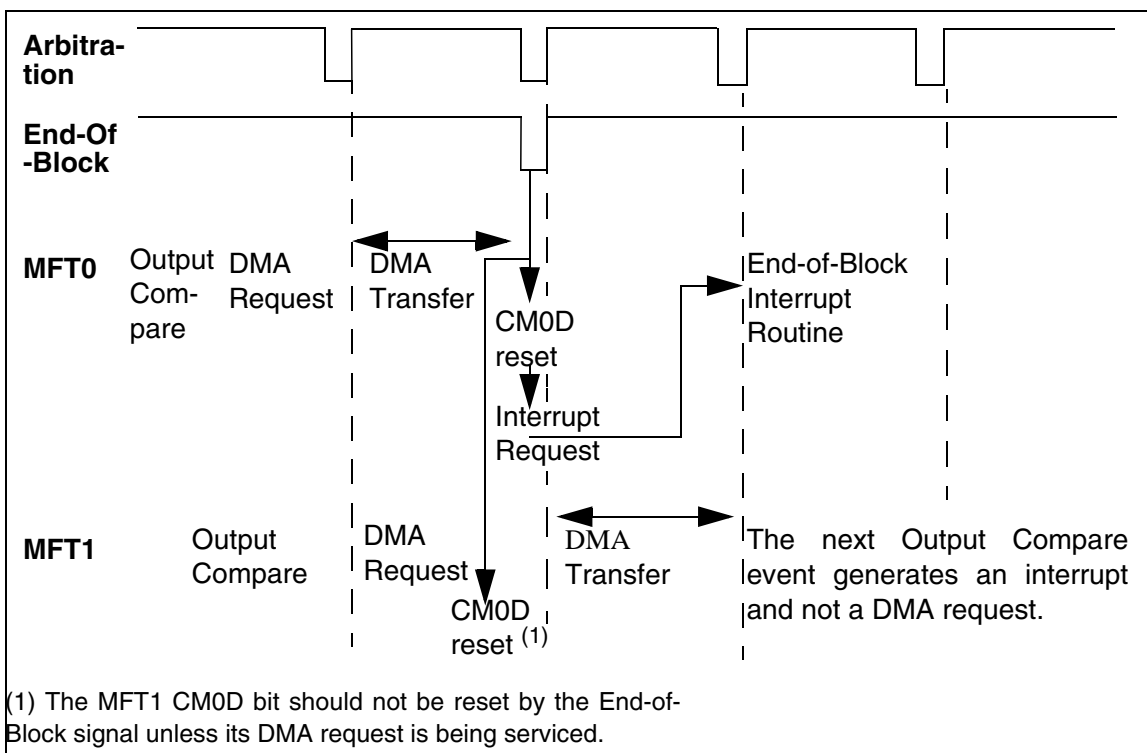 Arbitra-
tion
End-Of
-Block
MFT0
Output
Com-
pare
DMA
Request
DMA
Transfer
CM0D
reset
Interrupt
Request
End-of-Block
Interrupt
Routine
MFT1
Output
Compare
DMA
Request
CM0D
reset (1)
DMA
Transfer
The next Output Compare
event generates an interrupt
and not a DMA request.
(1) The MFT1 CM0D bit should not be reset by the End-of-
Block signal unless its DMA request is being serviced.